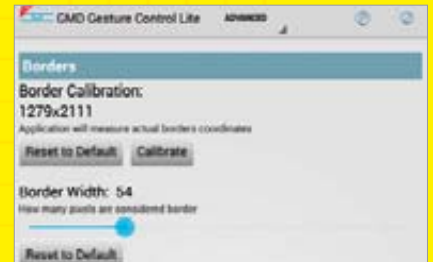 GMD Gesture Control Lite ADVANCED
Borders
Border Calibration:
1279x2111
Application will measure actual borders coordinates
Reset to Default Calibrate
Border Width: 54
How many pixels are considered border
Reset to Default